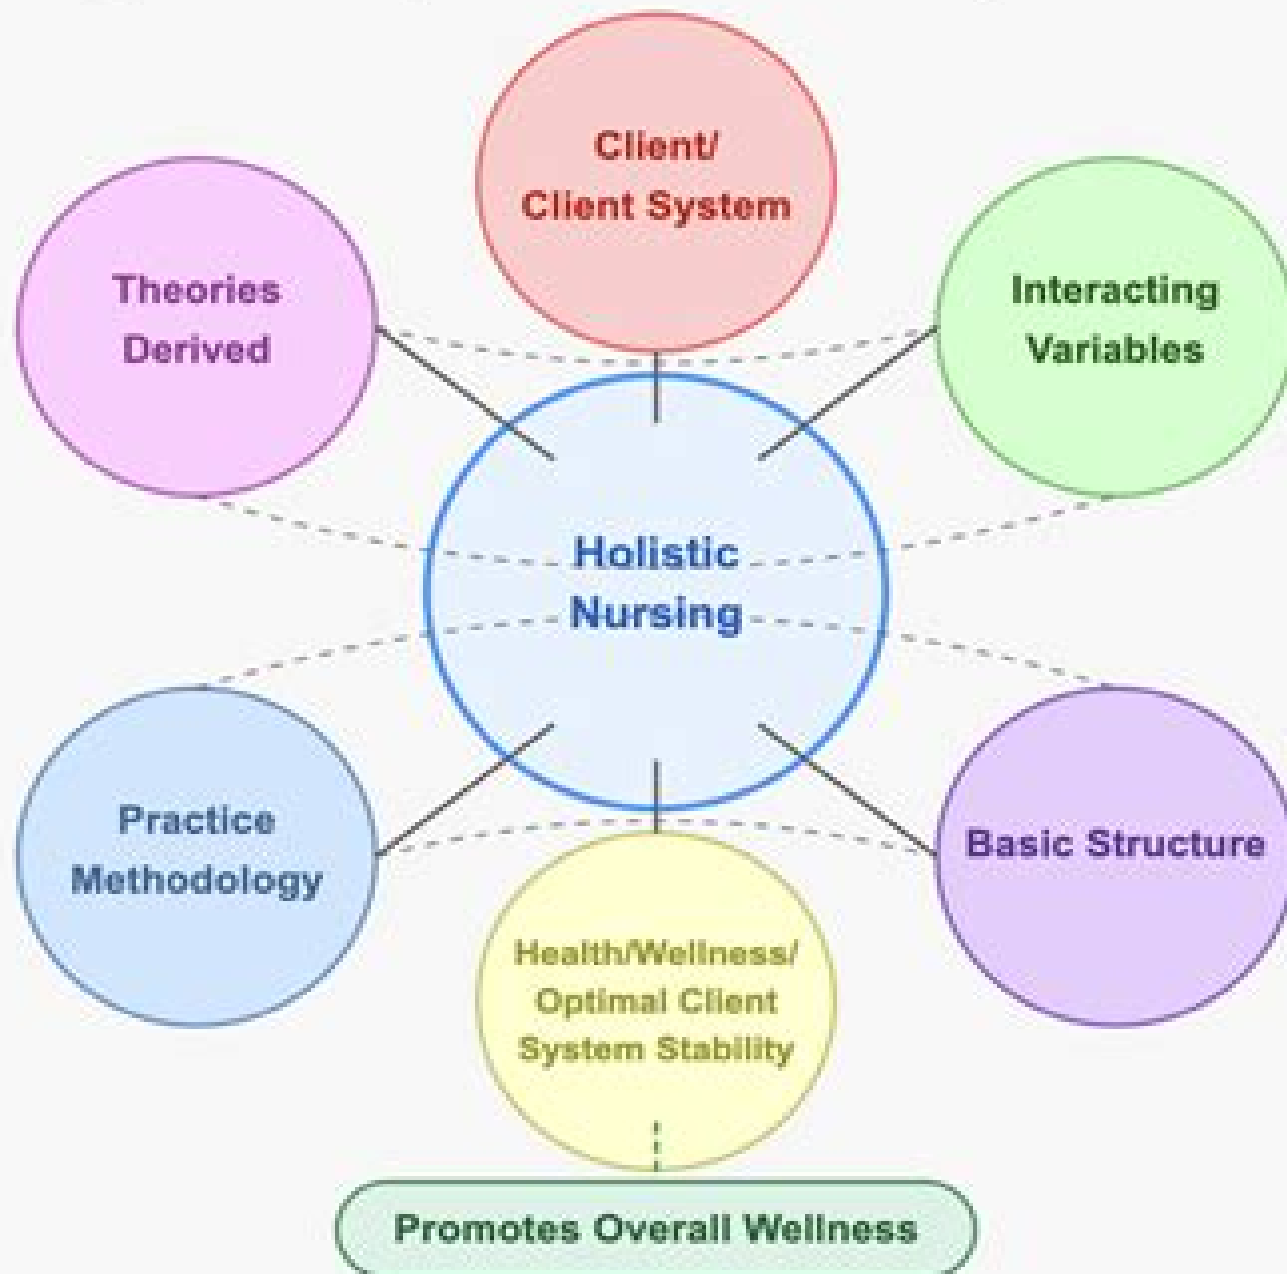 Client/
Client System
Theories
Derived
Interacting
Variables
Holistic
Nursing
Practice
Methodology
Basic Structure
Health/Wellness/
Optimal Client
System Stability
Promotes Overall Wellness